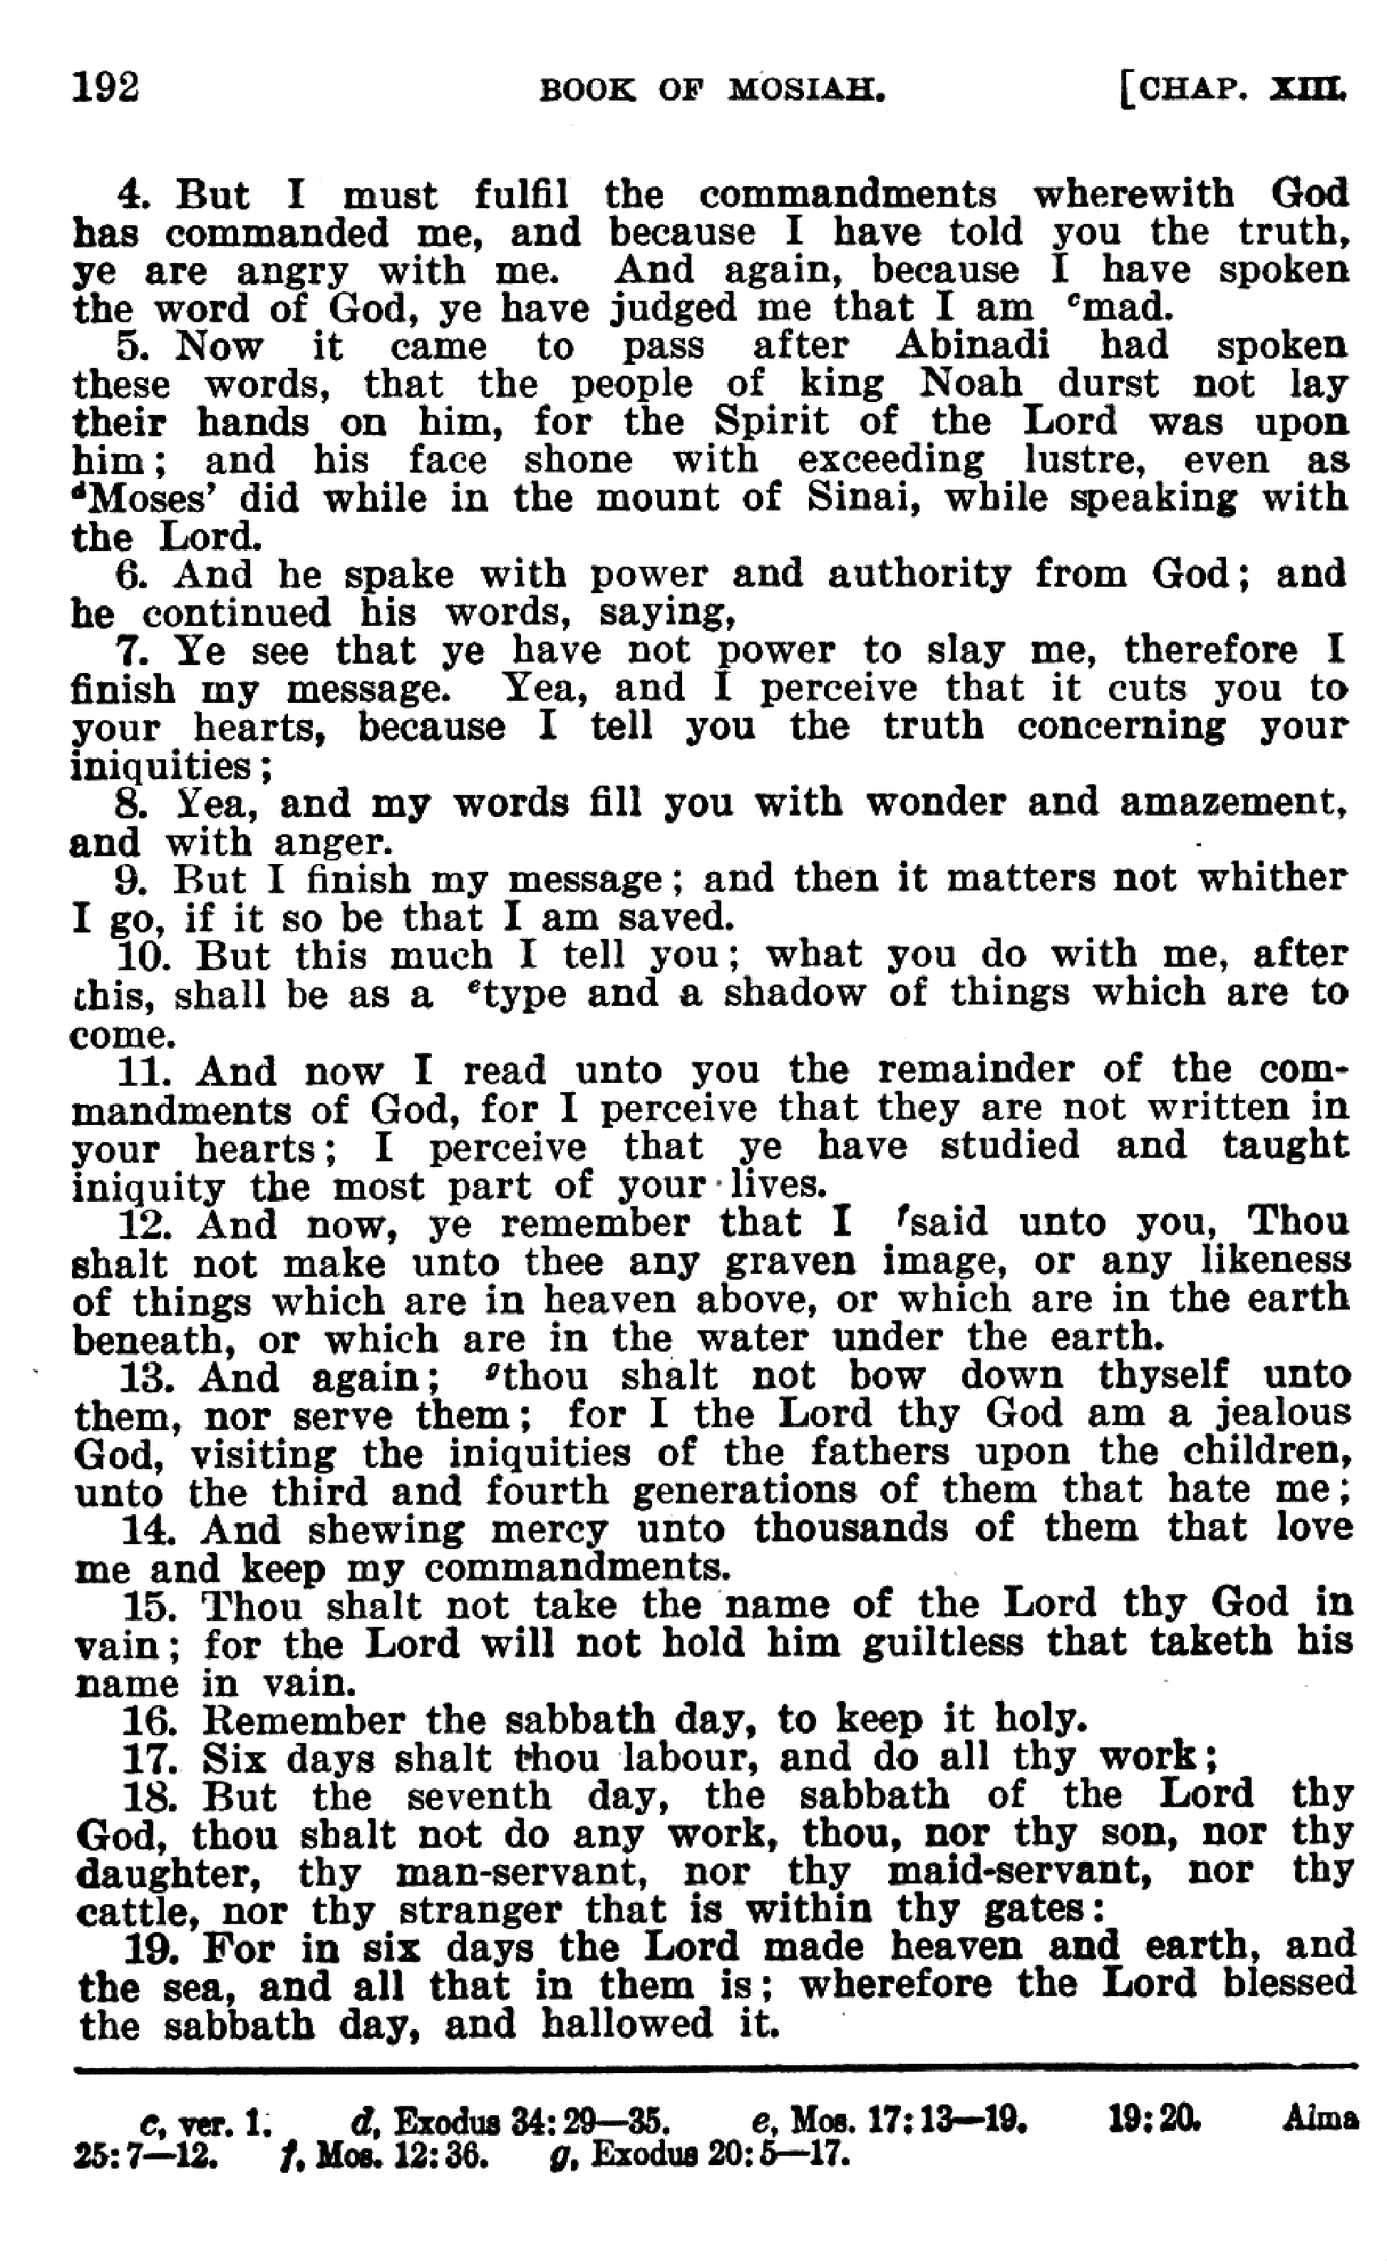 192 BOOK OF MOSIAH. [CHAP. XIII.
4. But I must fulfil the commandments wherewith God
has commanded me, and because I have told you the truth,
ye are angry with me. And again, because I have spoken
the word of God, ye have judged me that I am ᶜmad.
5. Now it came to pass after Abinadi had spoken
these words, that the people of king Noah durst not lay
their hands on him, for the Spirit of the Lord was upon
him; and his face shone with exceeding lustre, even as
ᵈMoses’ did while in the mount of Sinai, while speaking with
the Lord.
6. And he spake with power and authority from God; and
he continued his words, saying,
7. Ye see that ye have not power to slay me, therefore I
finish my message. Yea, and I perceive that it cuts you to
your hearts, because I tell you the truth concerning your
iniquities;
8. Yea, and my words fill you with wonder and amazement,
and with anger.
9. But I finish my message; and then it matters not whither
I go, if it so be that I am saved.
10. But this much I tell you; what you do with me, after
this, shall be as a ᵉtype and a shadow of things which are to
come.
11. And now I read unto you the remainder of the com-
mandments of God, for I perceive that they are not written in
your hearts; I perceive that ye have studied and taught
iniquity the most part of your lives.
12. And now, ye remember that I ᶠsaid unto you, Thou
shalt not make unto thee any graven image, or any likeness
of things which are in heaven above, or which are in the earth
beneath, or which are in the water under the earth.
13. And again; ᵍthou shalt not bow down thyself unto
them, nor serve them; for I the Lord thy God am a jealous
God, visiting the iniquities of the fathers upon the children,
unto the third and fourth generations of them that hate me;
14. And shewing mercy unto thousands of them that love
me and keep my commandments.
15. Thou shalt not take the name of the Lord thy God in
vain; for the Lord will not hold him guiltless that taketh his
name in vain.
16. Remember the sabbath day, to keep it holy.
17. Six days shalt thou labour, and do all thy work;
18. But the seventh day, the sabbath of the Lord thy
God, thou shalt not do any work, thou, nor thy son, nor thy
daughter, thy man-servant, nor thy maid-servant, nor thy
cattle, nor thy stranger that is within thy gates:
19. For in six days the Lord made heaven and earth, and
the sea, and all that in them is; wherefore the Lord blessed
the sabbath day, and hallowed it.
c, ver. 1. d, Exodus 34:29—35. e, Mos. 17:13—19. 19:20. Alma
25:7—12. f, Mos. 12:36. g, Exodus 20:5—17.